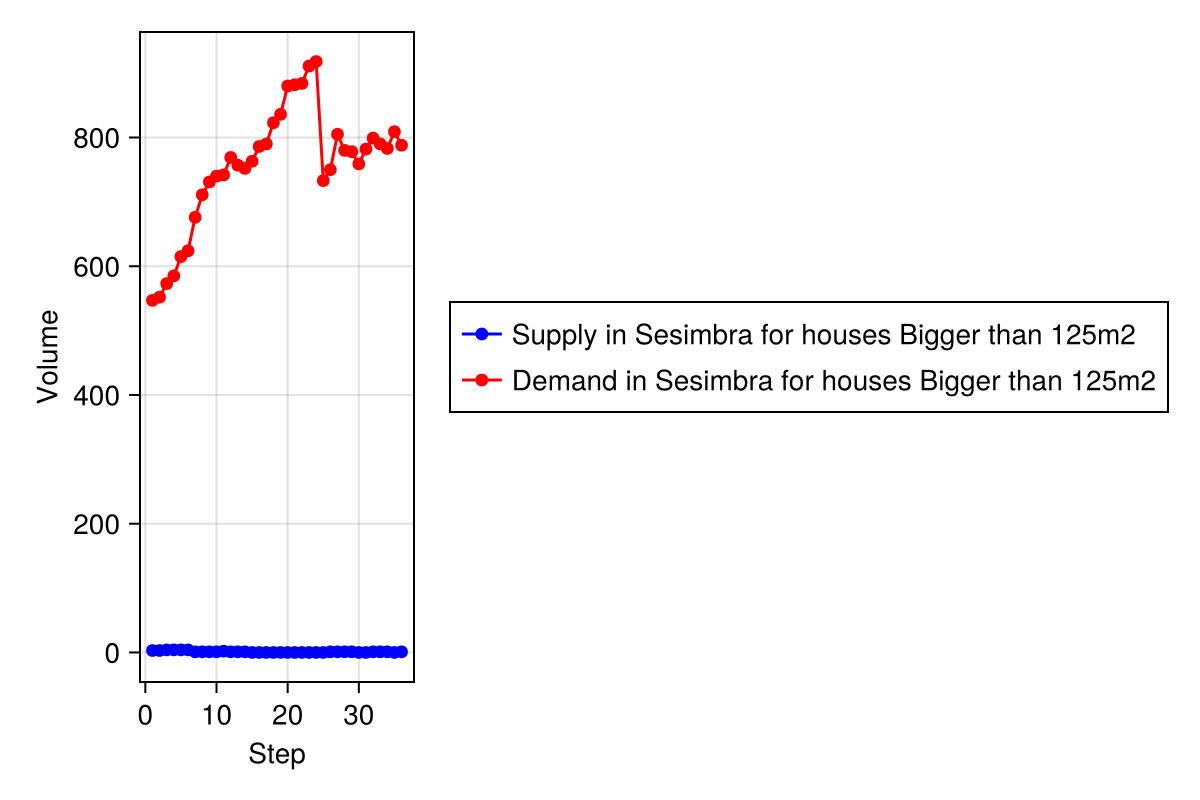 800
600
400
200
0
Volume
0 10 20 30
Step
Supply in Sesimbra for houses Bigger than 125m2
Demand in Sesimbra for houses Bigger than 125m2